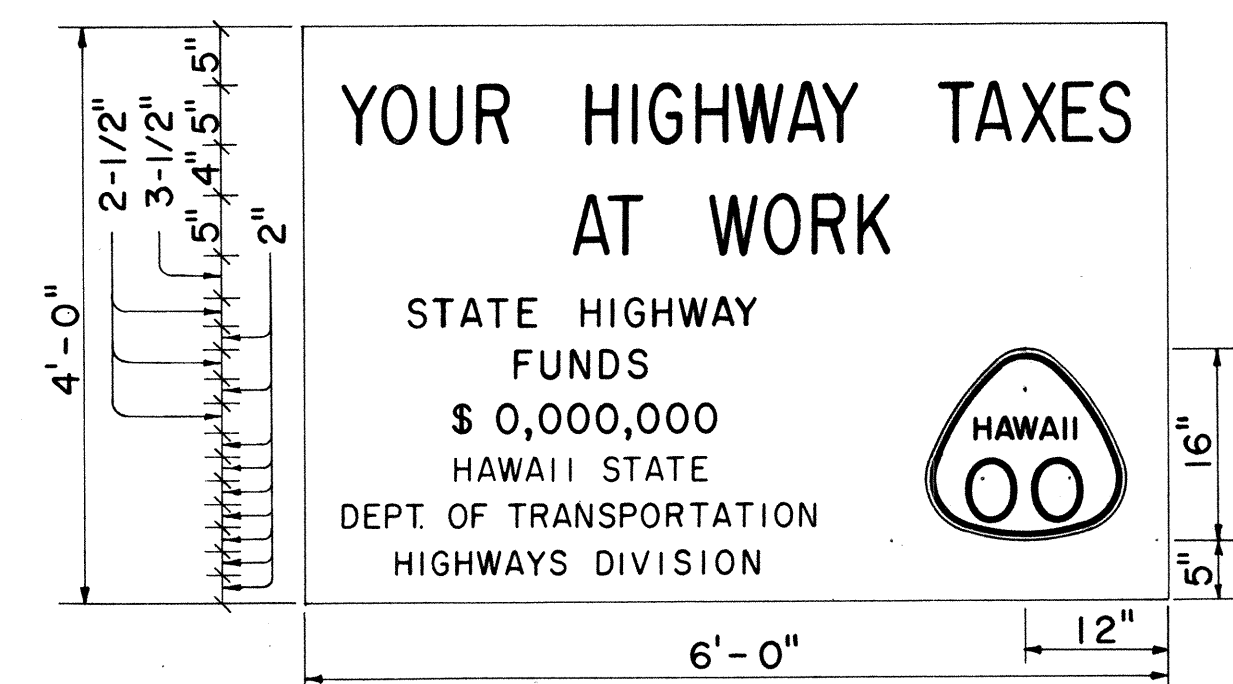 YOUR HIGHWAY TAXES
AT WORK
STATE HIGHWAY
FUNDS
$ 0,000,000
HAWAII STATE
DEPT. OF TRANSPORTATION
HIGHWAYS DIVISION
HAWAII
00
4'-0"
2-1/2"
3-1/2"
5"
5"
4"
5"
2"
16"
5"
12"
6'-0"